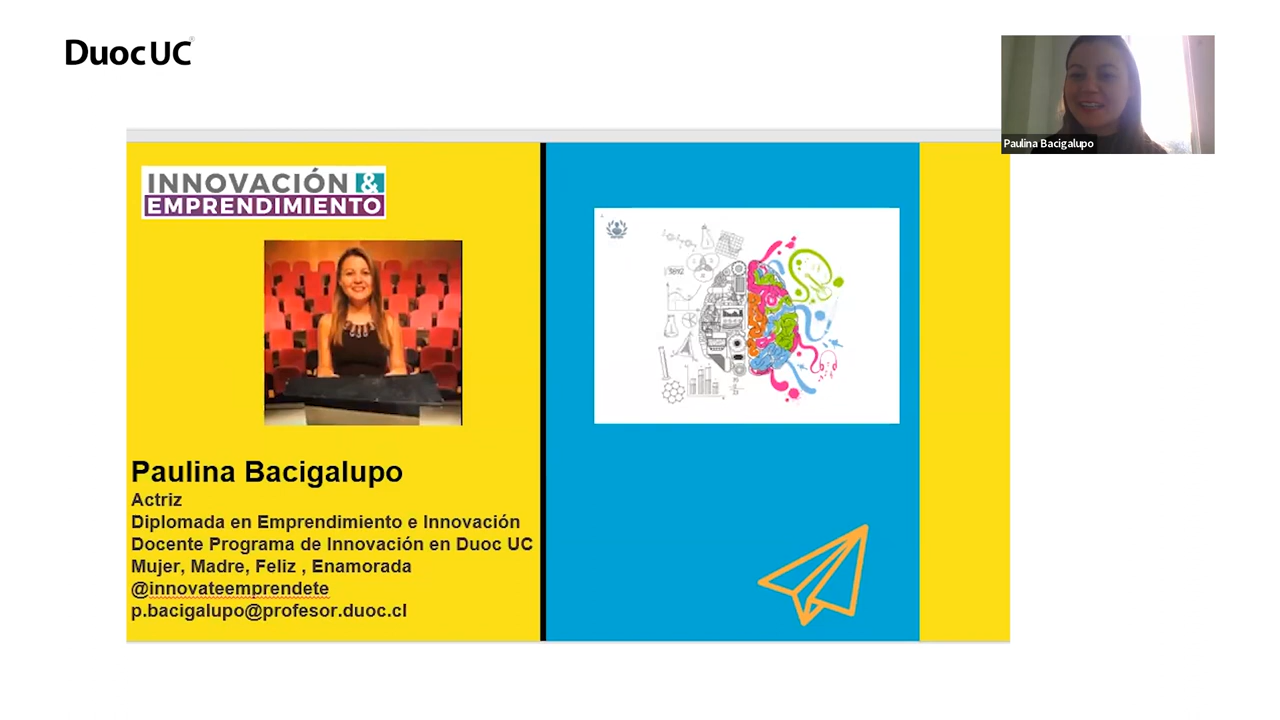 Duoc UC
Paulina Bacigalupo
INNOVACIÓN &
EMPRENDIMIENTO
Paulina Bacigalupo
Actriz
Diplomada en Emprendimiento e Innovación
Docente Programa de Innovación en Duoc UC
Mujer, Madre, Feliz , Enamorada
@innovateemprendete
p.bacigalupo@profesor.duoc.cl